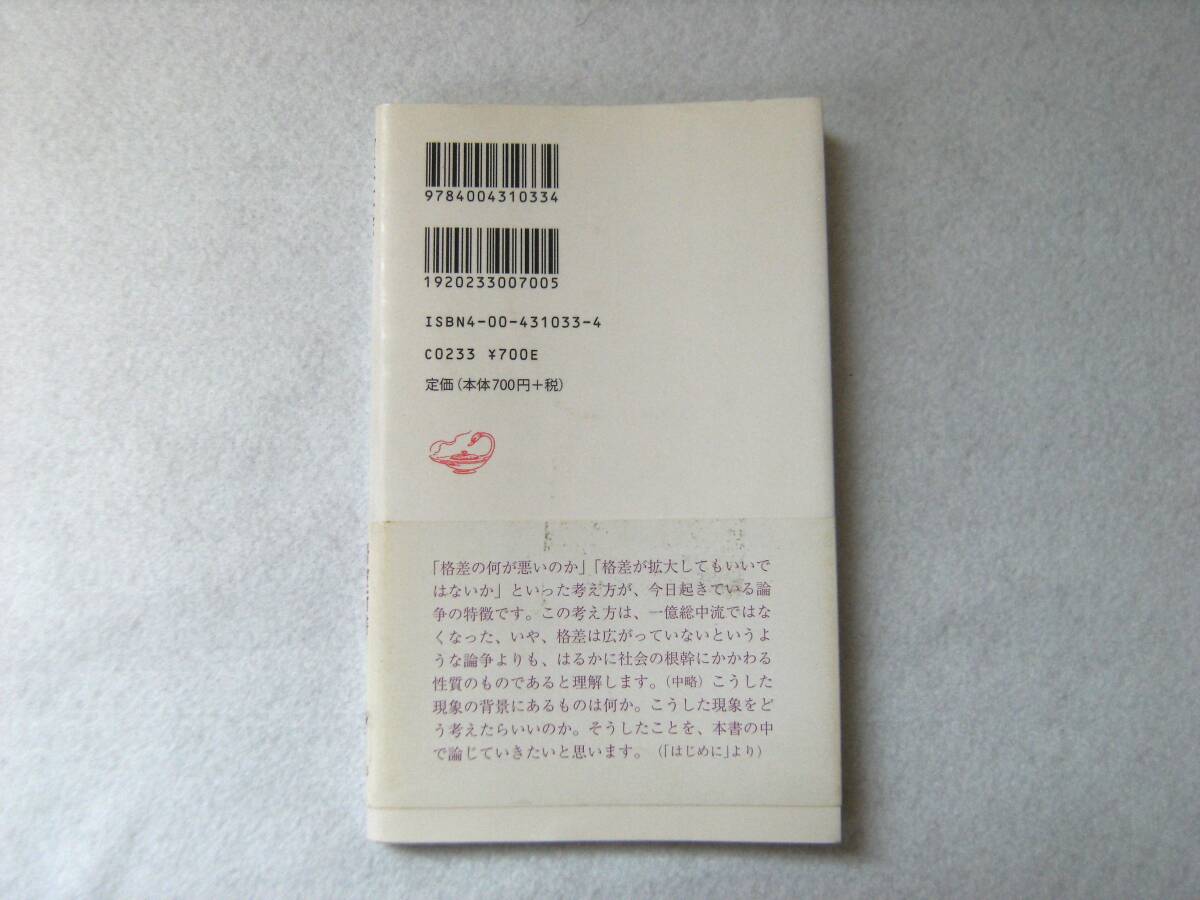 9784004310334
1920233007005
ISBN4-00-431033-4
C0233 ¥700E
定価(本体700円+税)
「格差の何が悪いのか」「格差が拡大してもいいで
はないか」といった考え方が、今日起きている論
争の特徴です。この考え方は、一億総中流ではな
くなった、いや、格差は広がっていないというよ
うな論争よりも、はるかに社会の根幹にかかわる
性質のものであると理解します。(中略)こうした
現象の背景にあるものは何か。こうした現象をど
う考えたらいいのか。そうしたことを、本書の中
で論じていきたいと思います。(「はじめに」より)